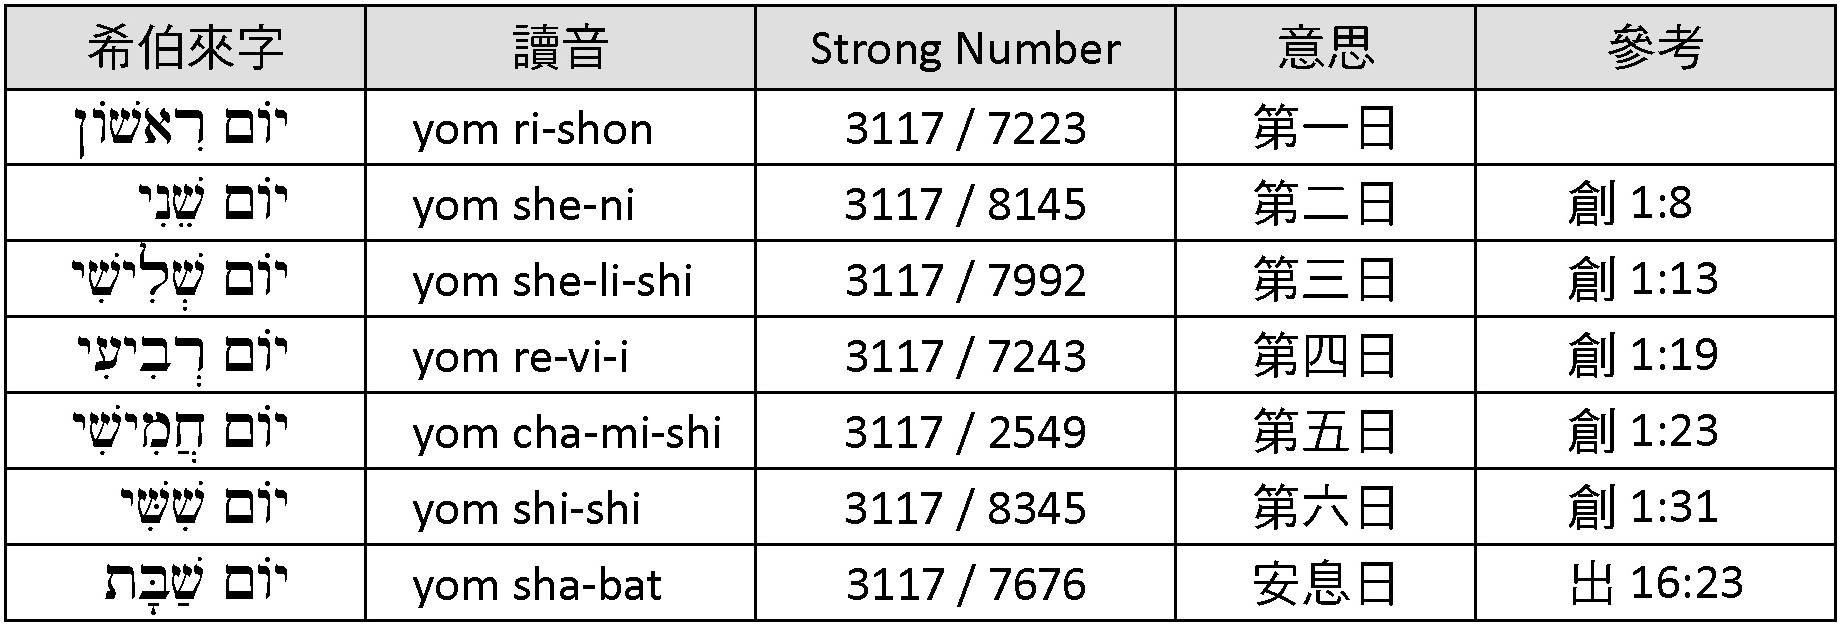 希伯來字 讀音 Strong Number 意思 參考
יוֹם רִאשׁוֹן yom ri-shon 3117 / 7223 第一日
יוֹם שֵׁנִי yom she-ni 3117 / 8145 第二日 創 1:8
יוֹם שְׁלִישִׁי yom she-li-shi 3117 / 7992 第三日 創 1:13
יוֹם רְבִיעִי yom re-vi-i 3117 / 7243 第四日 創 1:19
יוֹם חֲמִישִׁי yom cha-mi-shi 3117 / 2549 第五日 創 1:23
יוֹם שִׁשִּׁי yom shi-shi 3117 / 8345 第六日 創 1:31
יוֹם שַׁבָּת yom sha-bat 3117 / 7676 安息日 出 16:23